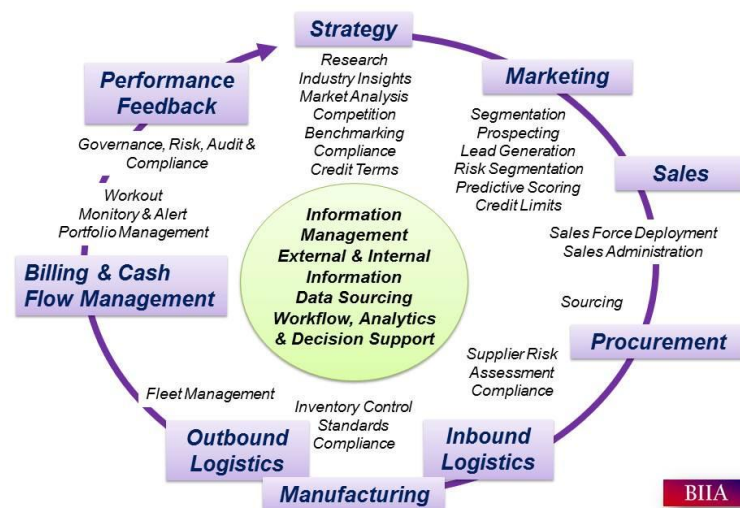 Strategy
Research
Industry Insights
Market Analysis
Competition
Benchmarking
Compliance
Credit Terms
Marketing
Segmentation
Prospecting
Lead Generation
Risk Segmentation
Predictive Scoring
Credit Limits
Sales
Sales Force Deployment
Sales Administration
Sourcing
Procurement
Supplier Risk
Assessment
Compliance
Inbound
Logistics
Manufacturing
Inventory Control
Standards
Compliance
Outbound
Logistics
Fleet Management
Billing & Cash
Flow Management
Workout
Monitory & Alert
Portfolio Management
Governance, Risk, Audit &
Compliance
Performance
Feedback
Information
Management
External & Internal
Information
Data Sourcing
Workflow, Analytics
& Decision Support
BIIA